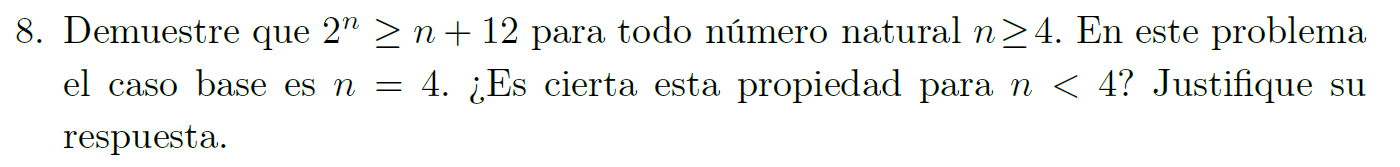 8. Demuestre que 2ⁿ ≥ n + 12 para todo número natural n ≥ 4. En este problema
el caso base es n = 4. ¿Es cierta esta propiedad para n < 4? Justifique su
respuesta.